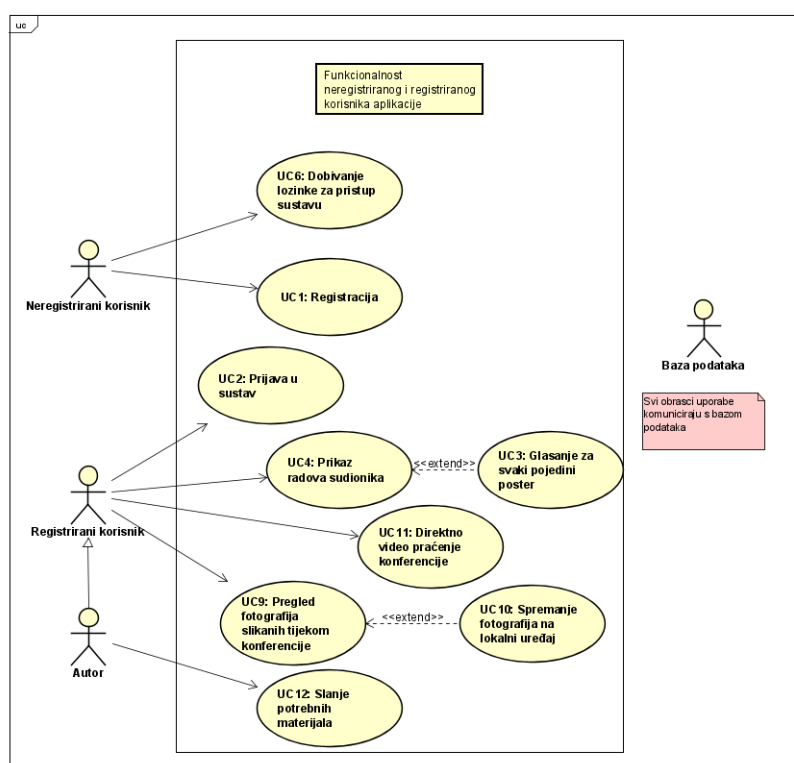 uc
Funkcionalnost
neregistriranog i registriranog
korisnika aplikacije
UC6: Dobivanje
lozinke za pristup
sustavu
Neregistrirani korisnik
UC1: Registracija
Baza podataka
UC2: Prijava u
sustav
Svi obrasci uporabe
komuniciraju s bazom
podataka
UC4: Prikaz
radova sudionika
<<extend>>
UC3: Glasanje za
svaki pojedini
poster
Registrirani korisnik
UC11: Direktno
video praćenje
konferencije
UC9: Pregled
fotografija
slikanih tijekom
konferencije
<<extend>>
UC10: Spremanje
fotografija na
lokalni uređaj
Autor
UC12: Slanje
potrebnih
materijala